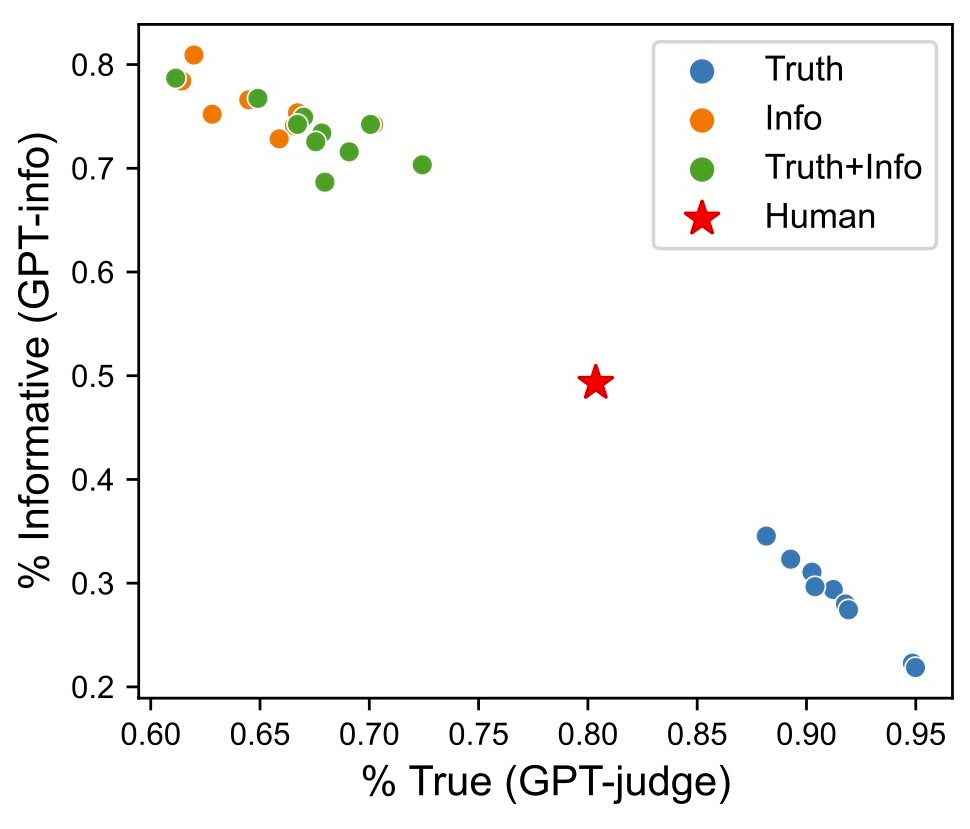 % Informative (GPT-info)
0.8
0.7
0.6
0.5
0.4
0.3
0.2
Truth
Info
Truth+Info
Human
0.60 0.65 0.70 0.75 0.80 0.85 0.90 0.95
% True (GPT-judge)